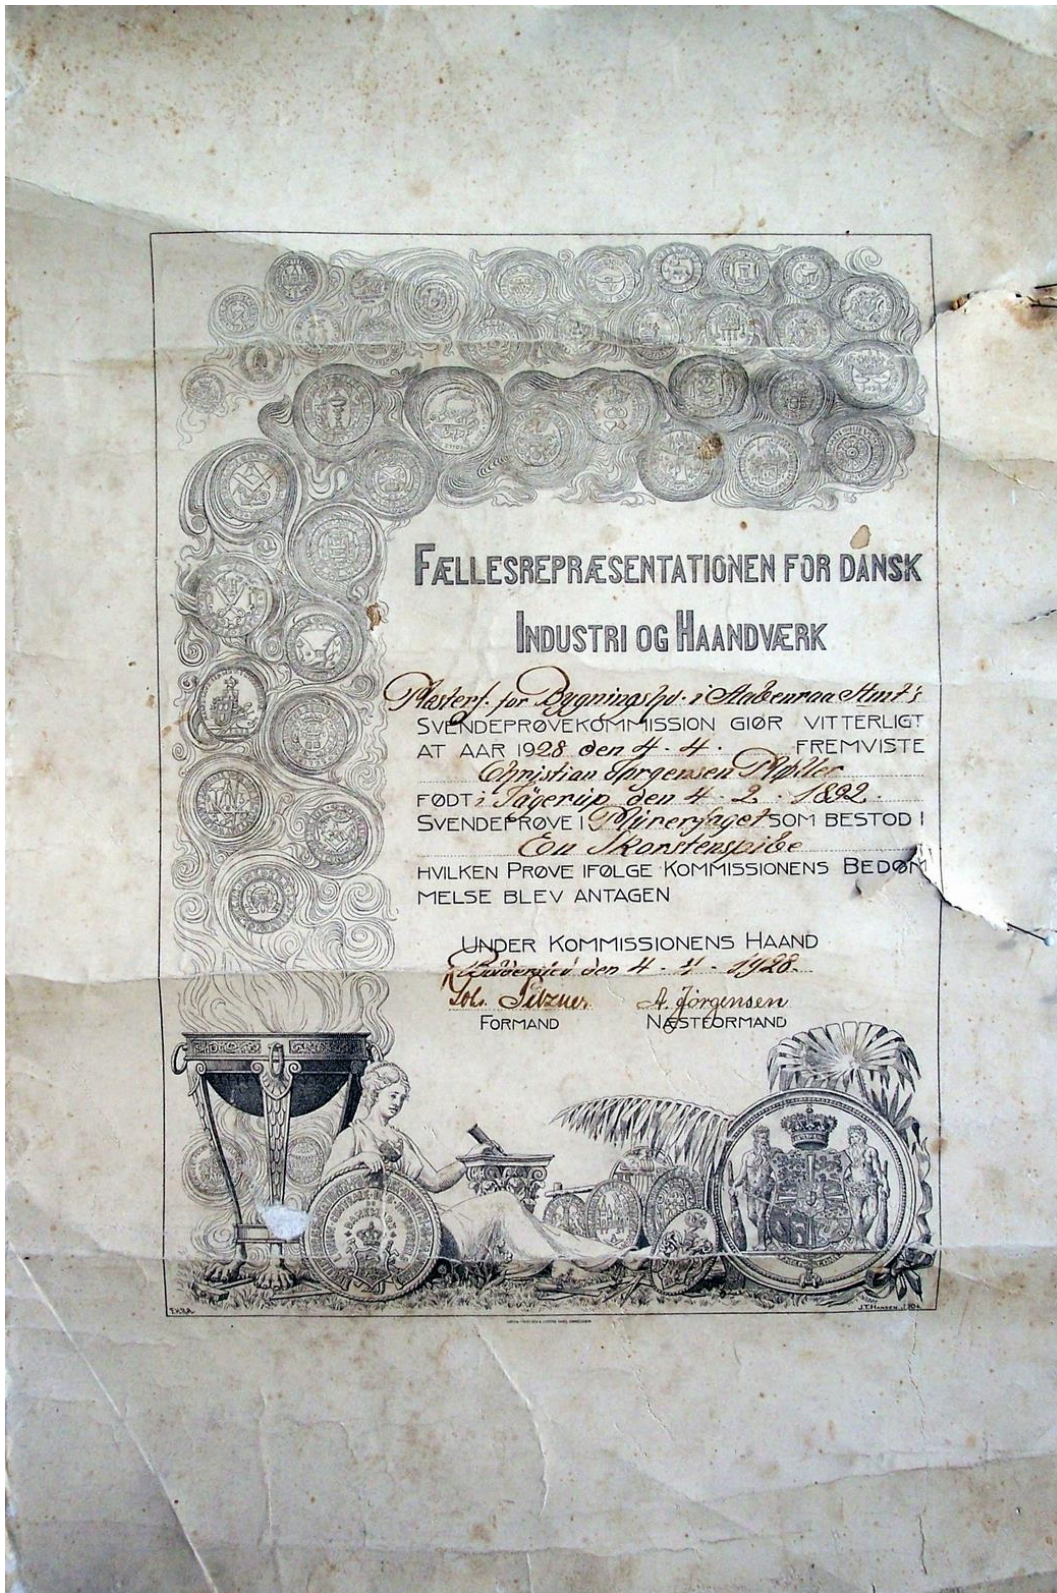 FÆLLESREPRÆSENTATIONEN FOR DANSK
INDUSTRI OG HAANDVÆRK
Mesterf. for Bygningshd. i Aabenraa Amt's
SVENDEPRØVEKOMMISSION GIØR VITTERLIGT
AT AAR 1928 den 4. 4. FREMVISTE
Christian Jørgensen Møller
FØDT i Jägerup den 4. 2. 1892.
SVENDEPRØVE I Murerfaget SOM BESTOD I
En Skorstenspibe
HVILKEN PRØVE IFØLGE KOMMISSIONENS BEDØM
MELSE BLEV ANTAGEN
UNDER KOMMISSIONENS HAAND
den 4. 4. 1928.
A. Jörgensen
FORMAND NÆSTFORMAND